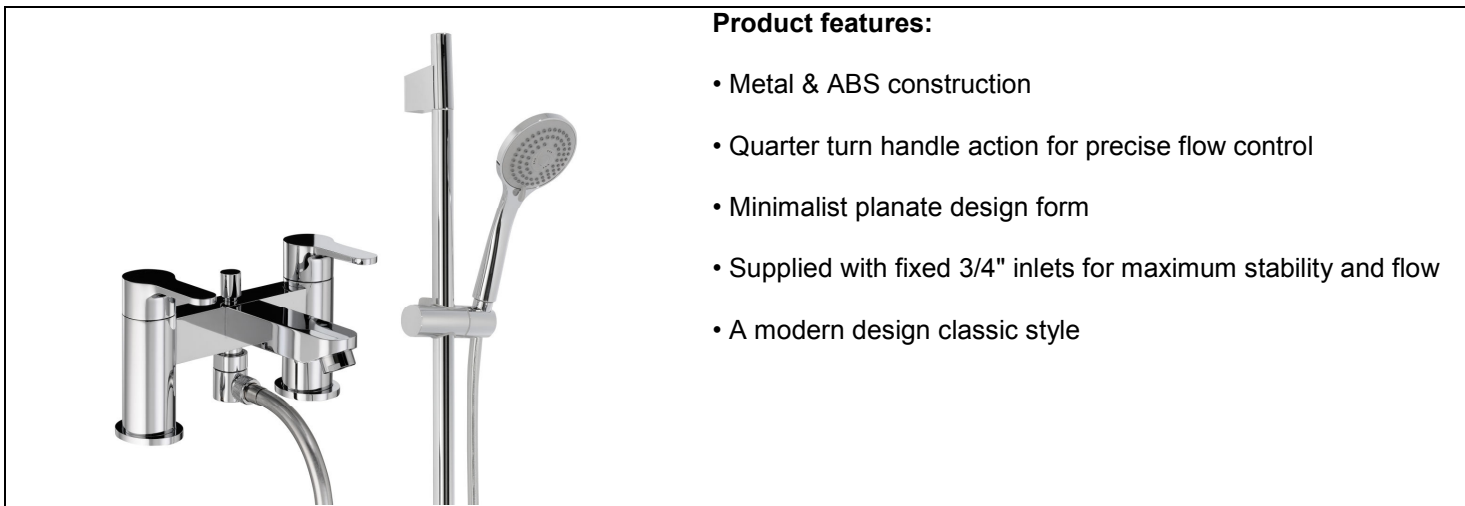 Product features:
• Metal & ABS construction
• Quarter turn handle action for precise flow control
• Minimalist planate design form
• Supplied with fixed 3/4" inlets for maximum stability and flow
• A modern design classic style